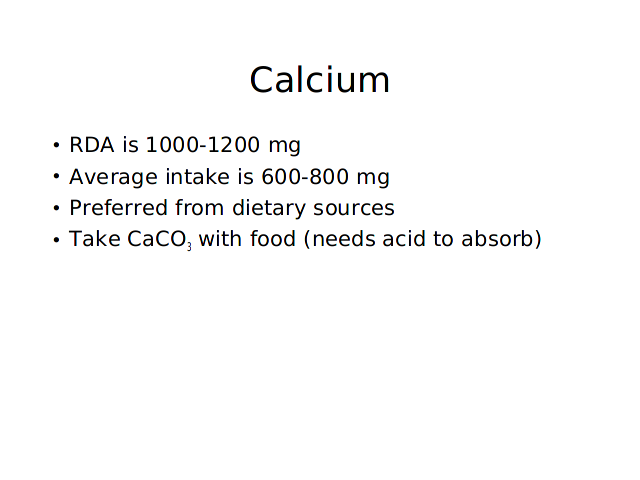 Calcium
• RDA is 1000-1200 mg
• Average intake is 600-800 mg
• Preferred from dietary sources
• Take CaCO₃ with food (needs acid to absorb)